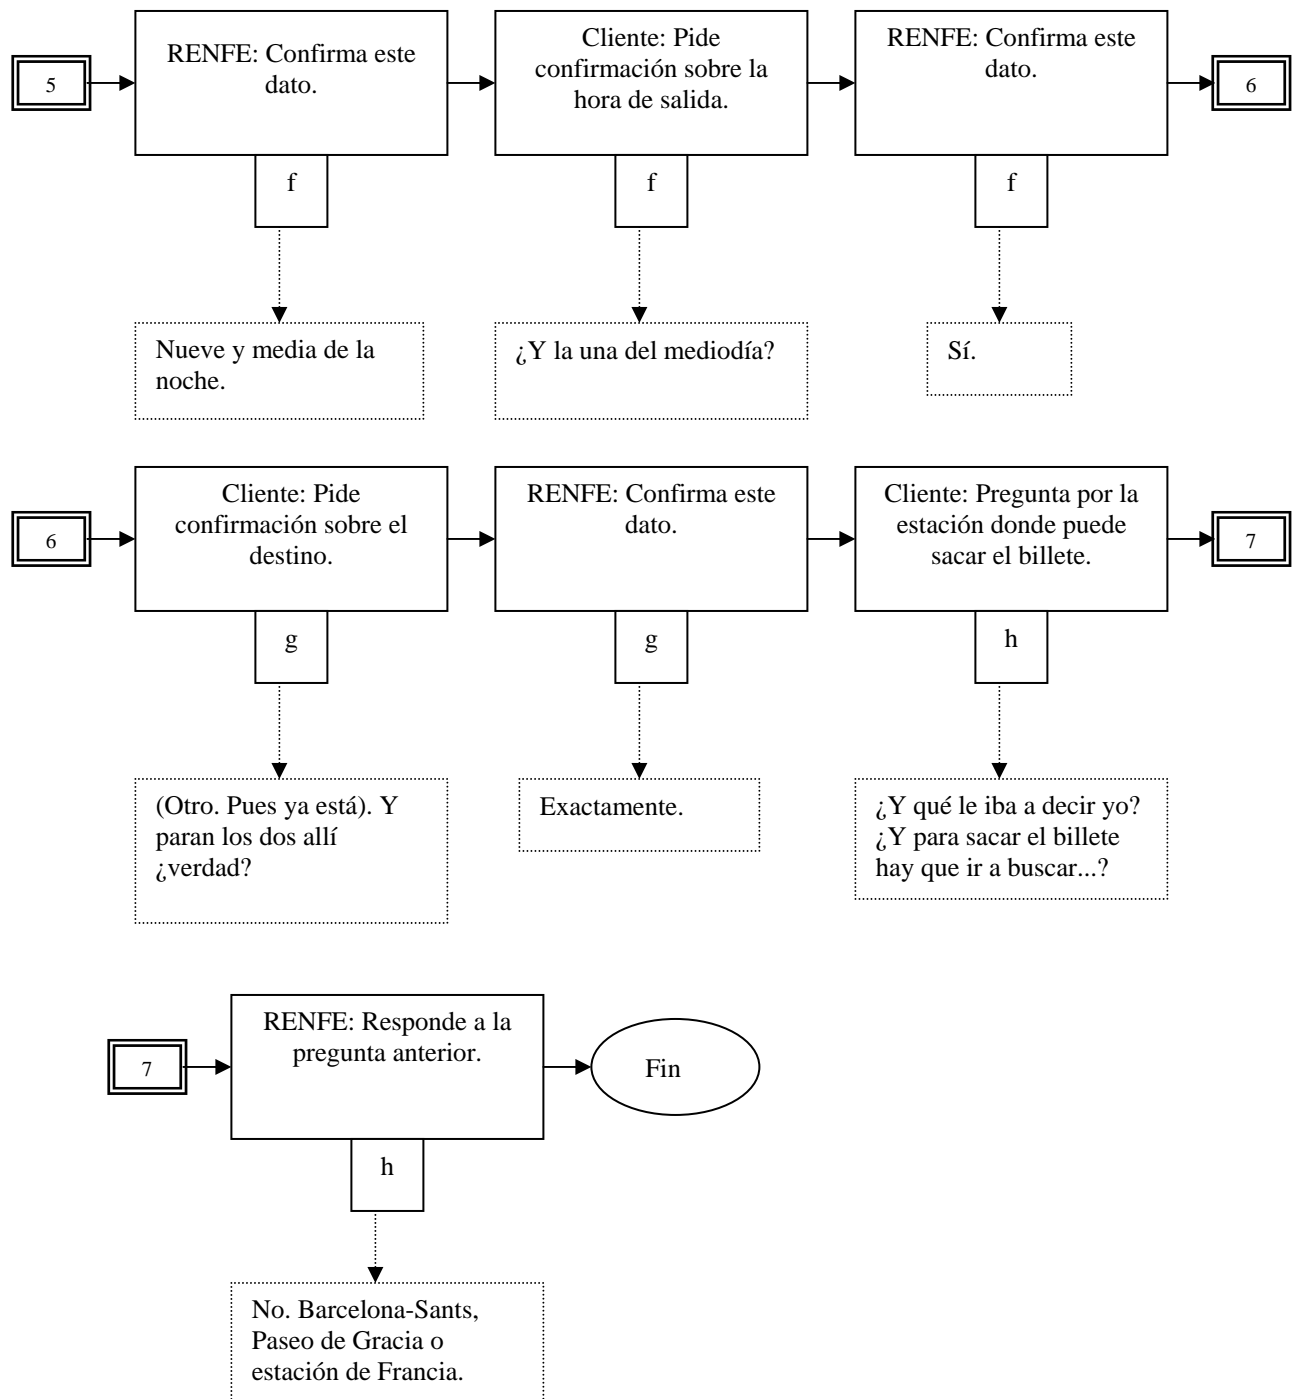 5
RENFE: Confirma este
dato.
Cliente: Pide
confirmación sobre la
hora de salida.
RENFE: Confirma este
dato.
6
f
f
f
Nueve y media de la
noche.
¿Y la una del mediodía?
Sí.
6
Cliente: Pide
confirmación sobre el
destino.
RENFE: Confirma este
dato.
Cliente: Pregunta por la
estación donde puede
sacar el billete.
7
g
g
h
(Otro. Pues ya está). Y
paran los dos allí
¿verdad?
Exactamente.
¿Y qué le iba a decir yo?
¿Y para sacar el billete
hay que ir a buscar...?
7
RENFE: Responde a la
pregunta anterior.
Fin
h
No. Barcelona-Sants,
Paseo de Gracia o
estación de Francia.